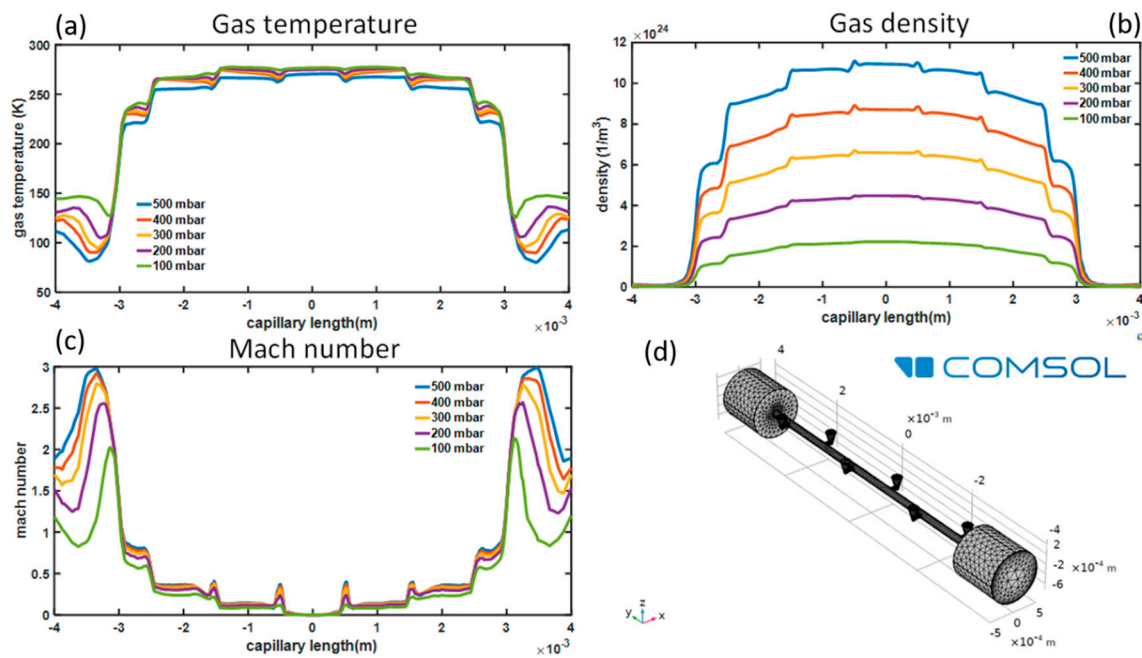 (a) Gas temperature
300
250
200
150
100
50
gas temperature (K)
500 mbar
400 mbar
300 mbar
200 mbar
100 mbar
-4 -3 -2 -1 0 1 2 3 4
capillary length(m)
×10⁻³
Gas density (b)
×10²⁴
12
10
8
6
4
2
0
density (1/m³)
500 mbar
400 mbar
300 mbar
200 mbar
100 mbar
-4 -3 -2 -1 0 1 2 3 4
capillary length(m)
×10⁻³
(c) Mach number
3
2.5
2
1.5
1
0.5
0
mach number
500 mbar
400 mbar
300 mbar
200 mbar
100 mbar
-4 -3 -2 -1 0 1 2 3 4
capillary length(m)
×10⁻³
(d)
COMSOL
4
2
×10⁻³ m
0
-2
-4
2
-2 ×10⁻⁴ m
-6
5
0
-5 ×10⁻⁴ m
y z x